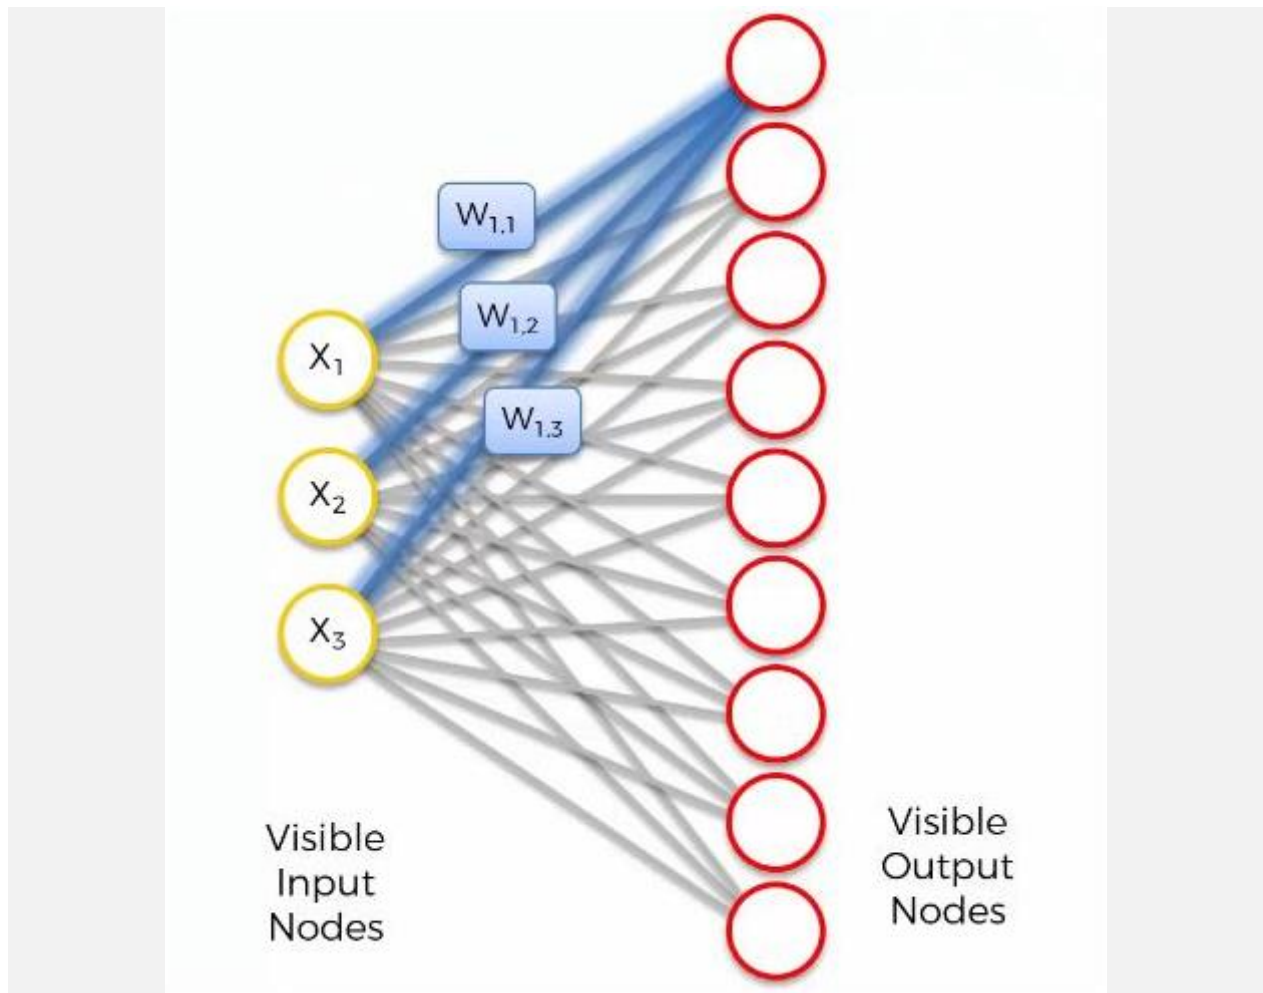 W1,1
W1,2
W1,3
X1
X2
X3
Visible
Input
Nodes
Visible
Output
Nodes